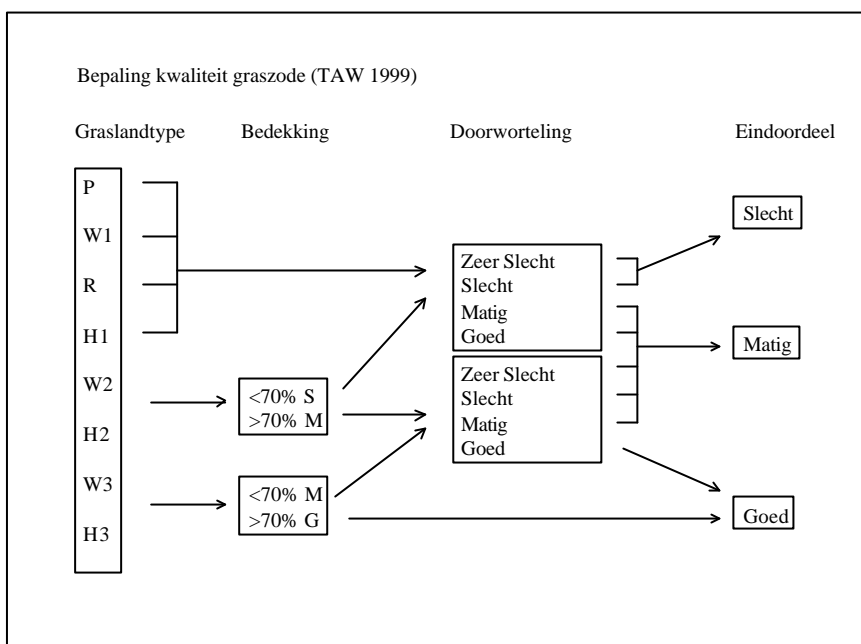 Bepaling kwaliteit graszode (TAW 1999)
Graslandtype Bedekking Doorworteling Eindoordeel
P
W1
R
H1
W2
H2
W3
H3
<70% S
>70% M
<70% M
>70% G
Zeer Slecht
Slecht
Matig
Goed
Zeer Slecht
Slecht
Matig
Goed
Slecht
Matig
Goed